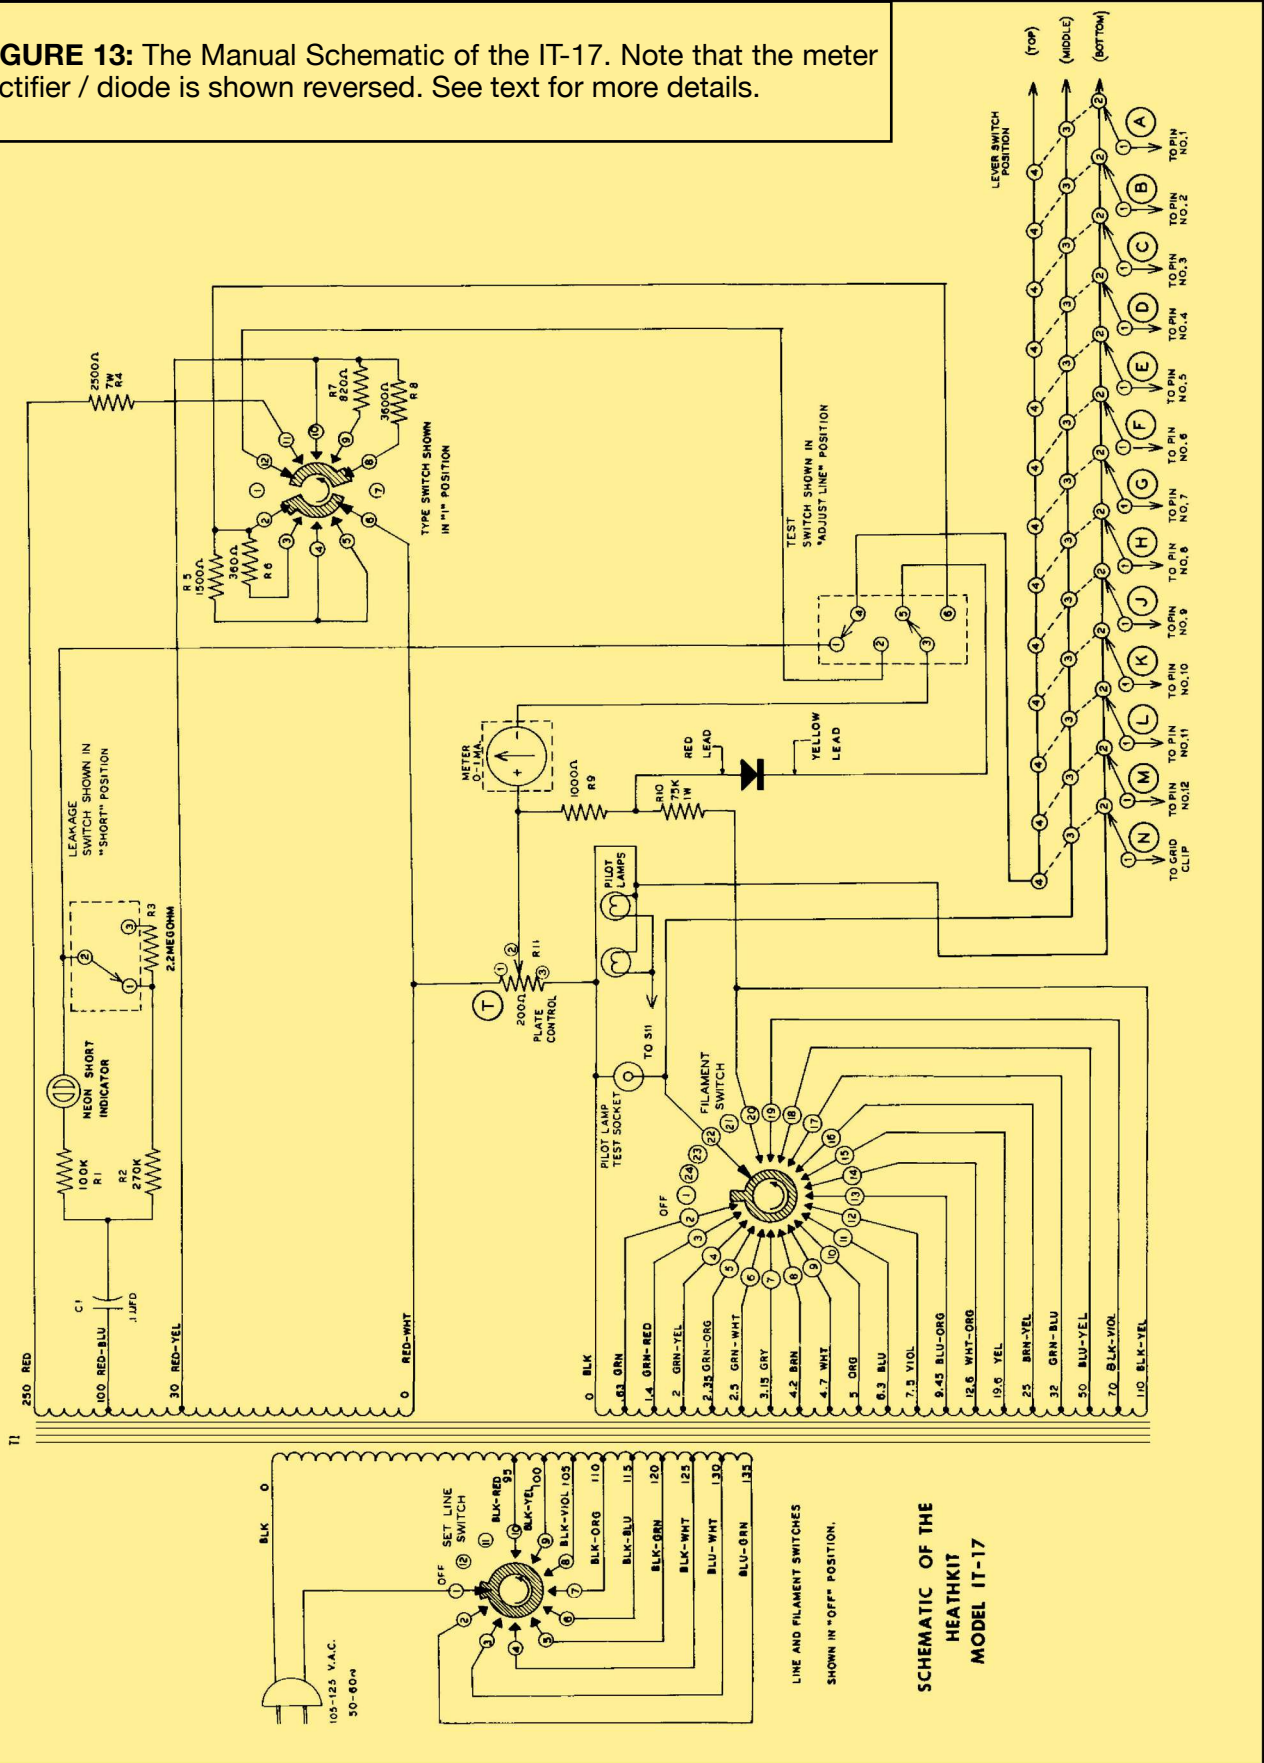 GURE 13: The Manual Schematic of the IT-17. Note that the meter
ctifier / diode is shown reversed. See text for more details.
LEVER SWITCH
POSITION
(TOP)
(MIDDLE)
(BOTTOM)
A
TO PIN
NO.1
B
TO PIN
NO.2
C
TO PIN
NO.3
D
TO PIN
NO.4
E
TO PIN
NO.5
F
TO PIN
NO.6
G
TO PIN
NO.7
H
TO PIN
NO.8
J
TO PIN
NO.9
K
TO PIN
NO.10
L
TO PIN
NO.11
M
TO PIN
NO.12
N
TO GRID
CLIP
2500Ω
7W
R4
R7
820Ω
3600Ω
R8
R5
1500Ω
360Ω
R6
TYPE SWITCH SHOWN
IN "1" POSITION
TEST
SWITCH SHOWN IN
"ADJUST LINE" POSITION
LEAKAGE
SWITCH SHOWN IN
"SHORT" POSITION
R3
2.2MEGOHM
NEON SHORT
INDICATOR
100K
R1
R2
270K
C1
.1UFD
METER
0-1 MA.
1000Ω
R9
R10
75K
1W
RED
LEAD
YELLOW
LEAD
T
200Ω
R11
PLATE
CONTROL
PILOT
LAMPS
TO S11
PILOT LAMP
TEST SOCKET
FILAMENT
SWITCH
OFF
T1
250 RED
100 RED-BLU
30 RED-YEL
0 RED-WHT
0 BLK
.63 GRN
1.4 GRN-RED
2 GRN-YEL
2.35 GRN-ORG
2.5 GRN-WHT
3.15 GRY
4.2 BRN
4.7 WHT
5 ORG
6.3 BLU
7.5 VIOL
9.45 BLU-ORG
12.6 WHT-ORG
19.6 YEL
25 BRN-YEL
32 GRN-BLU
50 BLU-YEL
70 BLK-VIOL
110 BLK-YEL
BLK 0
SET LINE
SWITCH
OFF
BLK-RED 95
BLK-YEL 100
BLK-VIOL 105
BLK-ORG 110
BLK-BLU 115
BLK-GRN 120
BLK-WHT 125
BLU-WHT 130
BLU-GRN 135
105-125 V.A.C.
50-60~
LINE AND FILAMENT SWITCHES
SHOWN IN "OFF" POSITION.
SCHEMATIC OF THE
HEATHKIT
MODEL IT-17